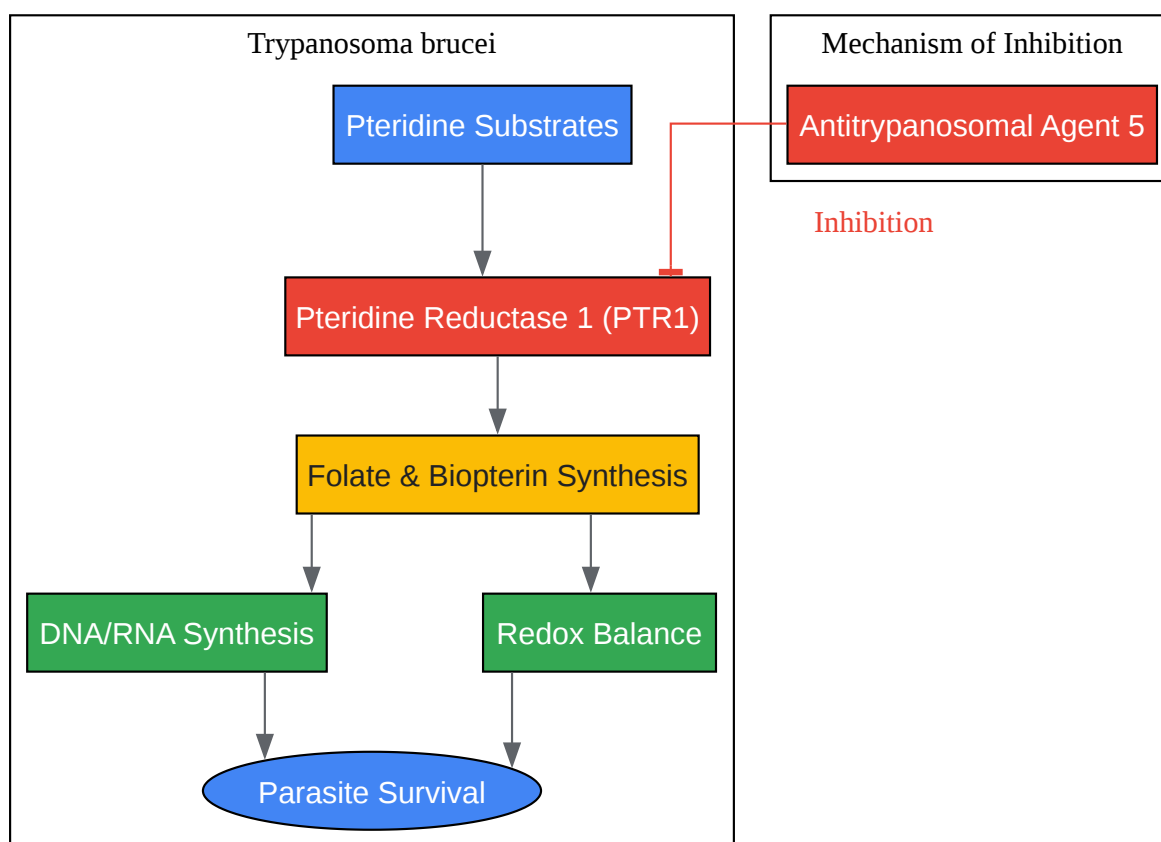 Trypanosoma brucei
Mechanism of Inhibition
Pteridine Substrates
Antitrypanosomal Agent 5
Inhibition
Pteridine Reductase 1 (PTR1)
Folate & Biopterin Synthesis
DNA/RNA Synthesis
Redox Balance
Parasite Survival